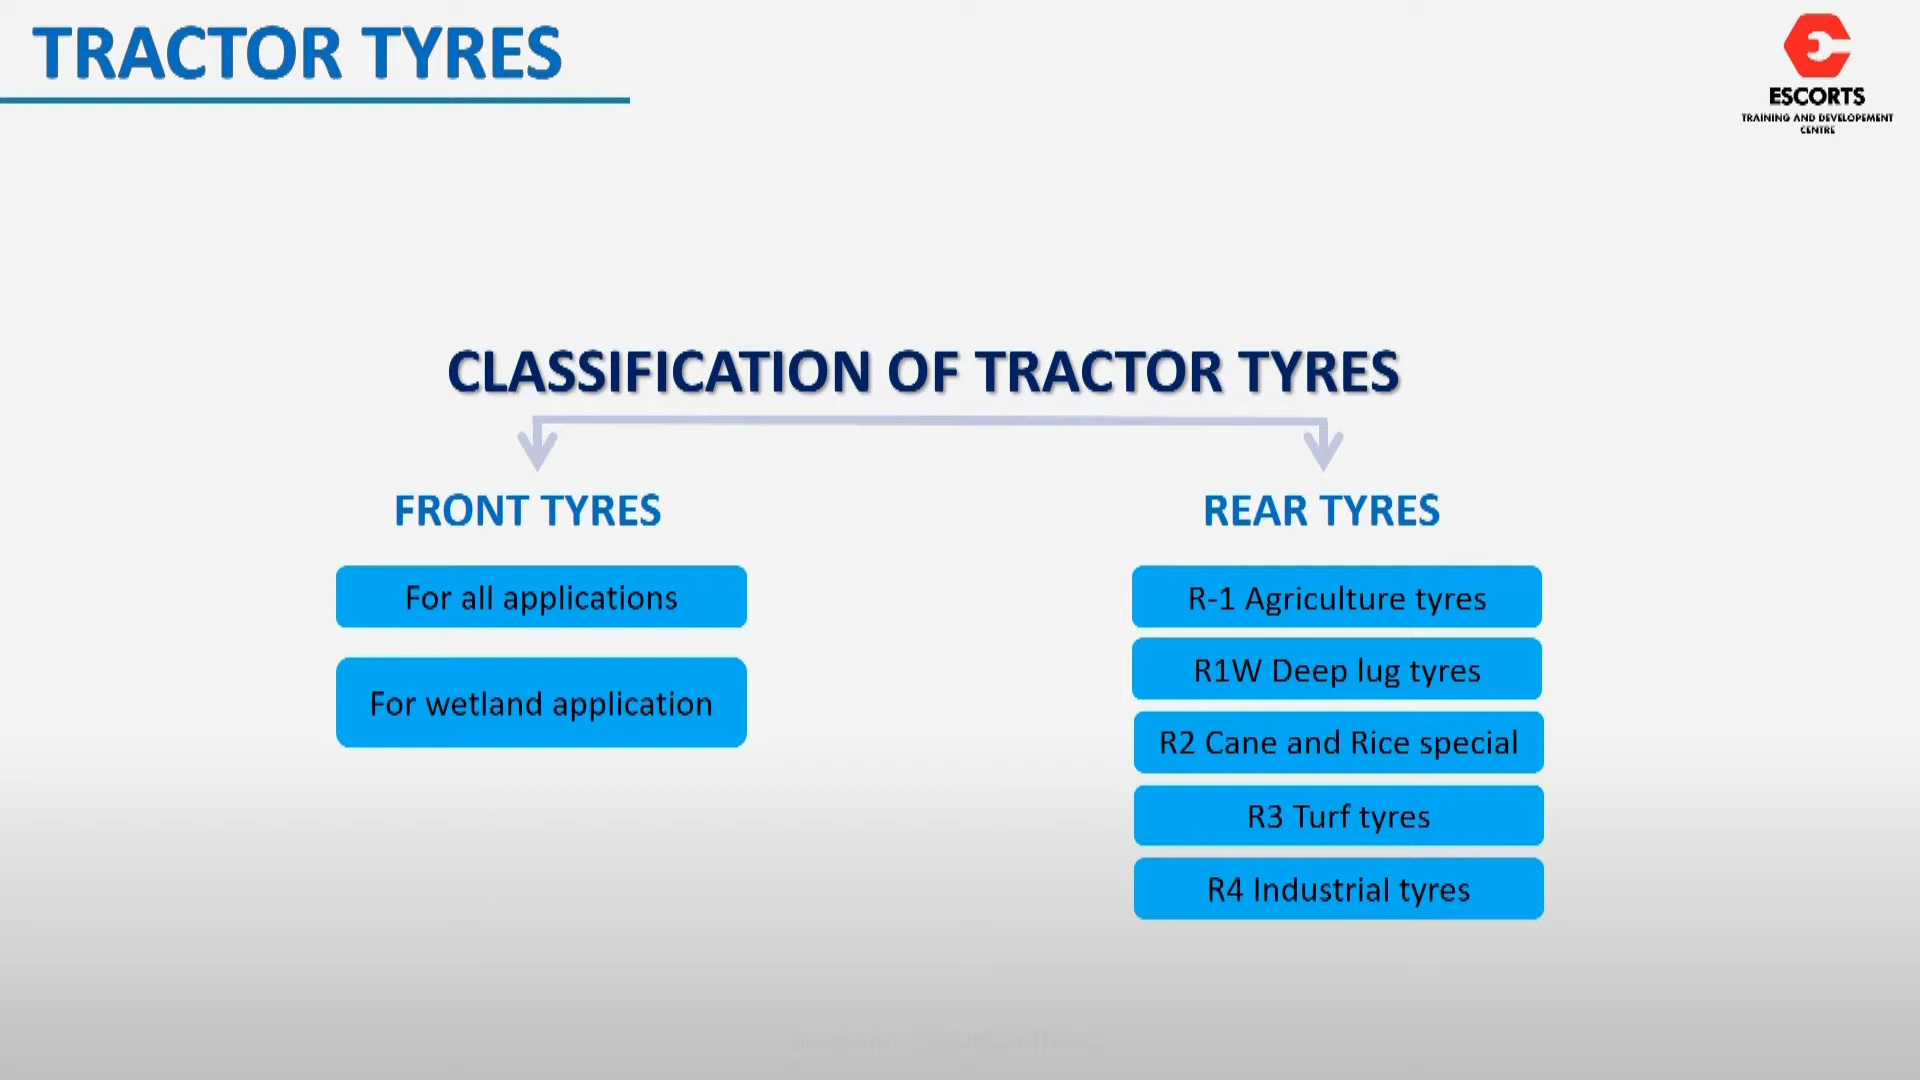 TRACTOR TYRES
ESCORTS
TRAINING AND DEVELOPEMENT
CENTRE
CLASSIFICATION OF TRACTOR TYRES
FRONT TYRES
For all applications
For wetland application
REAR TYRES
R-1 Agriculture tyres
R1W Deep lug tyres
R2 Cane and Rice special
R3 Turf tyres
R4 Industrial tyres